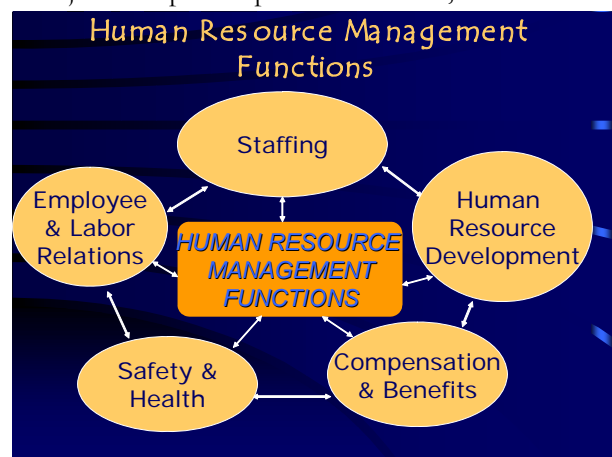 Human Resource Management
Functions
Staffing
Employee
& Labor
Relations
Human
Resource
Development
HUMAN RESOURCE
MANAGEMENT
FUNCTIONS
Safety &
Health
Compensation
& Benefits